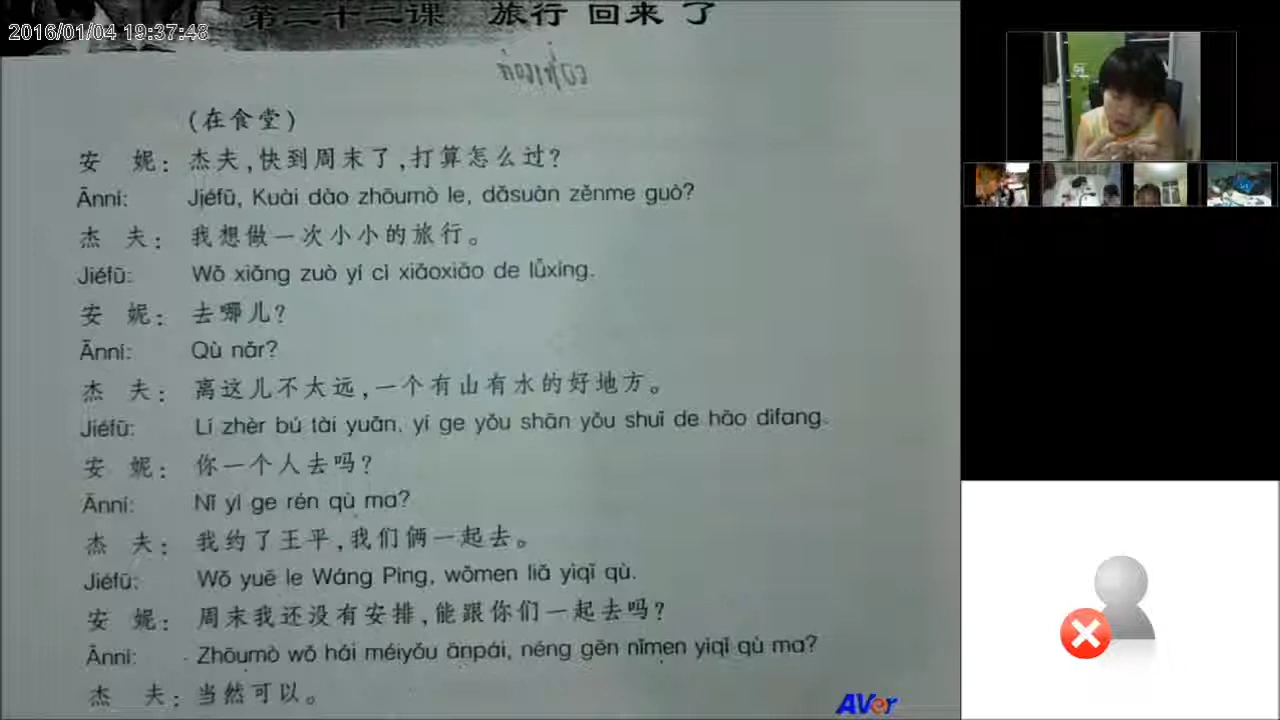 2016/01/04 19:37:48
第二十二课 旅行 回来 了
(在食堂)
安 妮: 杰夫,快到周末了,打算怎么过?
Ānní: Jjéfū, Kuài dào zhōumò le, dǎsuàn zěnme guò?
杰 夫: 我想做一次小小的旅行。
Jiéfū: Wǒ xiǎng zuò yí cì xiǎoxiǎo de lǚxíng.
安 妮: 去哪儿?
Ānní: Qù nǎr?
杰 夫: 离这儿不太远,一个有山有水的好地方。
Jiéfū: Lí zhèr bú tài yuǎn, yí ge yǒu shān yǒu shuǐ de hǎo dìfang.
安 妮: 你一个人去吗?
Ānní: Nǐ yí ge rén qù ma?
杰 夫: 我约了王平,我们俩一起去。
Jiéfū: Wǒ yuē le Wáng Píng, wǒmen liǎ yìqǐ qù.
安 妮: 周末我还没有安排,能跟你们一起去吗?
Ānní: Zhōumò wǒ hái méiyǒu ānpái, néng gēn nǐmen yìqǐ qù ma?
杰 夫: 当然可以。
AVer